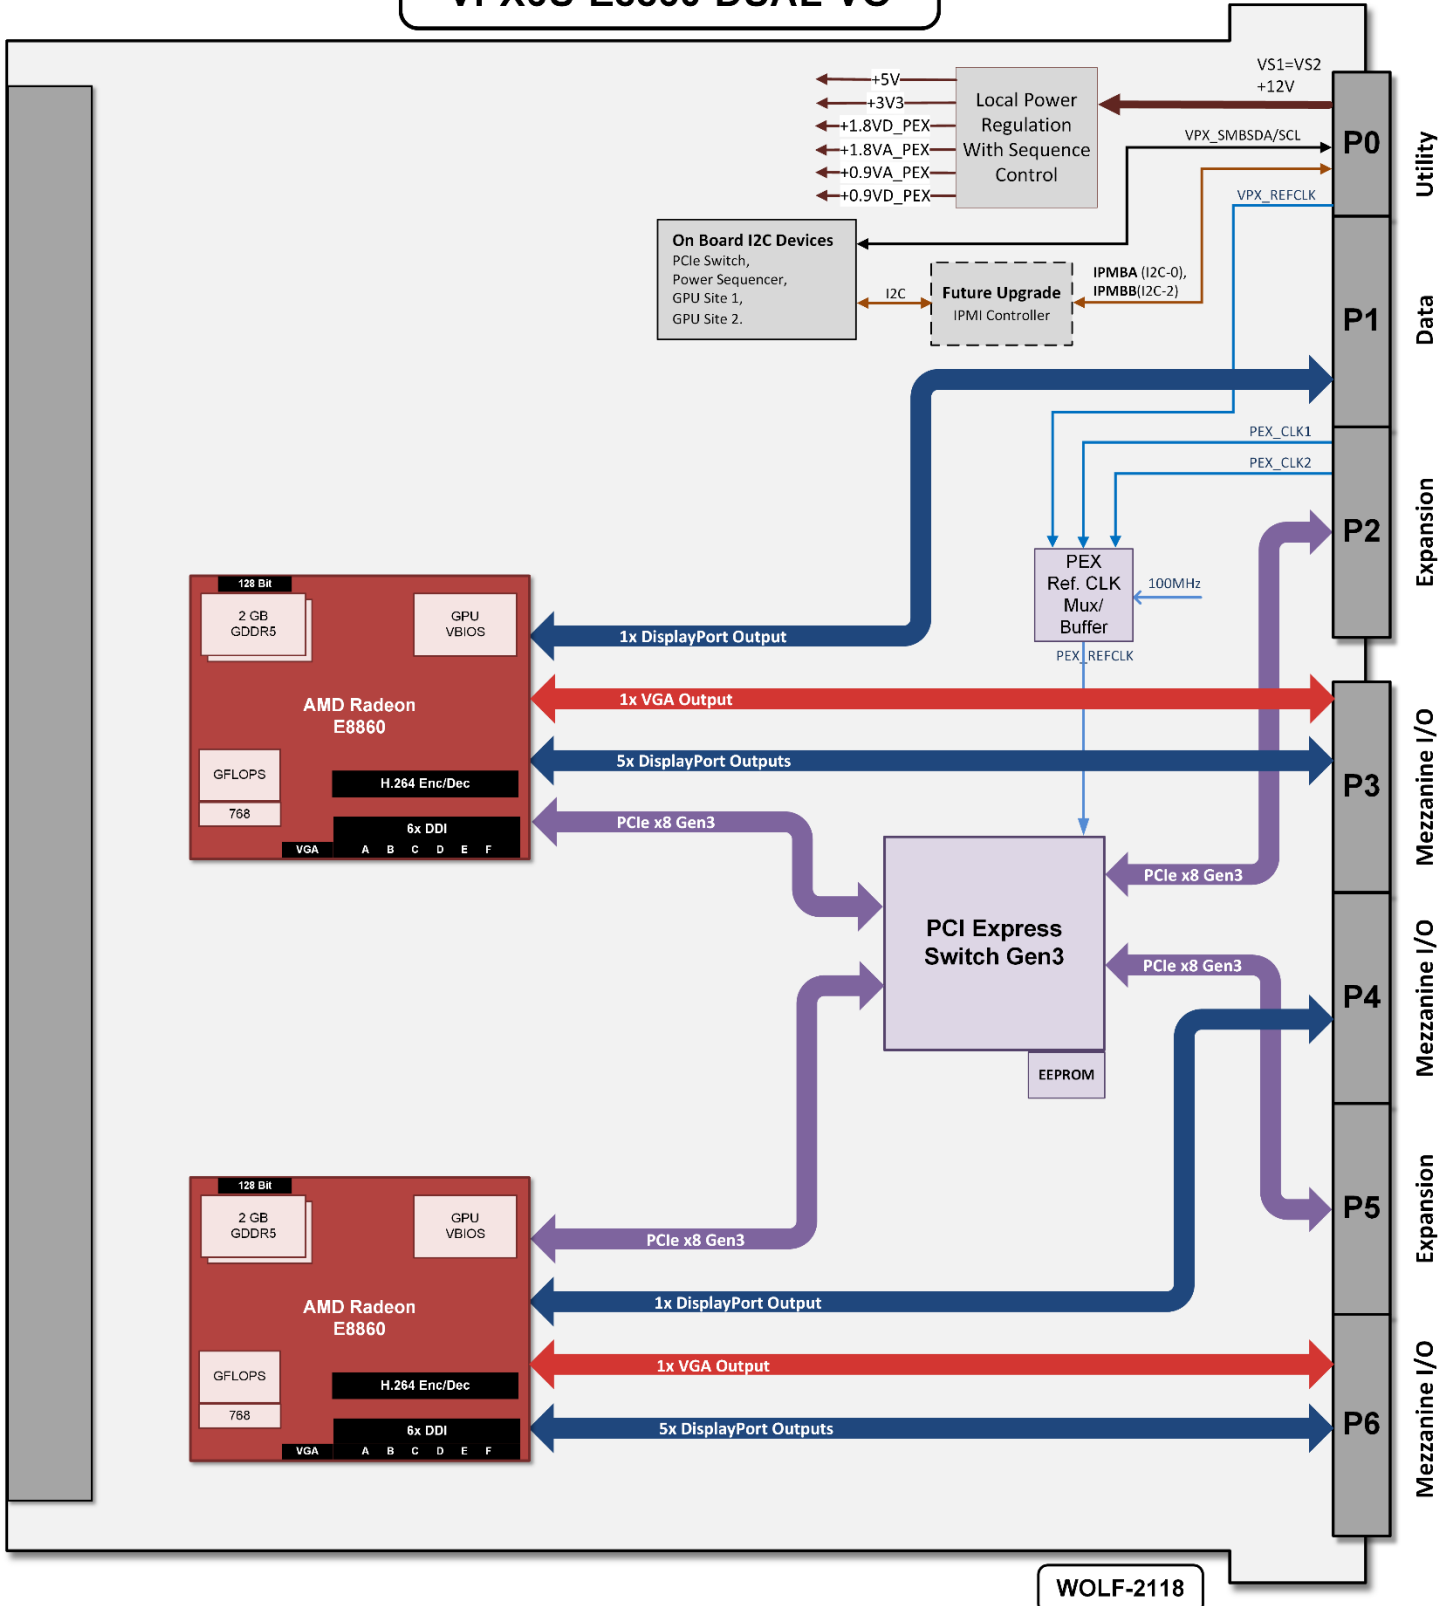 VS1=VS2
+12V
+5V
+3V3
+1.8VD_PEX
+1.8VA_PEX
+0.9VA_PEX
+0.9VD_PEX
Local Power
Regulation
With Sequence
Control
VPX_SMBSDA/SCL
VPX_REFCLK
P0
Utility
On Board I2C Devices
PCIe Switch,
Power Sequencer,
GPU Site 1,
GPU Site 2.
I2C
Future Upgrade
IPMI Controller
IPMBA (I2C-0),
IPMBB(I2C-2)
P1
Data
PEX_CLK1
PEX_CLK2
P2
Expansion
PEX
Ref. CLK
Mux/
Buffer
100MHz
PEX_REFCLK
128 Bit
2 GB
GDDR5
GPU
VBIOS
AMD Radeon
E8860
GFLOPS
768
H.264 Enc/Dec
6x DDI
VGA A B C D E F
1x DisplayPort Output
1x VGA Output
5x DisplayPort Outputs
PCIe x8 Gen3
P3
Mezzanine I/O
PCIe x8 Gen3
PCI Express
Switch Gen3
PCIe x8 Gen3
EEPROM
P4
Mezzanine I/O
P5
Expansion
128 Bit
2 GB
GDDR5
GPU
VBIOS
AMD Radeon
E8860
GFLOPS
768
H.264 Enc/Dec
6x DDI
VGA A B C D E F
PCIe x8 Gen3
1x DisplayPort Output
1x VGA Output
5x DisplayPort Outputs
P6
Mezzanine I/O
WOLF-2118